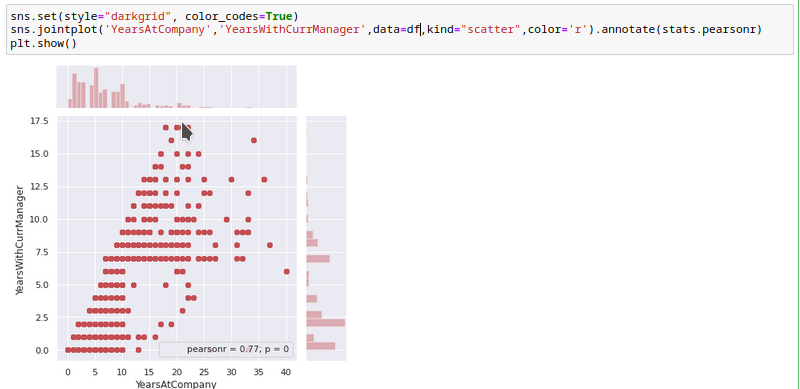 sns.set(style="darkgrid", color_codes=True)
sns.jointplot('YearsAtCompany','YearsWithCurrManager',data=df,kind="scatter",color='r').annotate(stats.pearsonr)
plt.show()
17.5
15.0
12.5
10.0
7.5
5.0
2.5
0.0
YearsWithCurrManager
pearsonr = 0.77; p = 0
0 5 10 15 20 25 30 35 40
YearsAtCompany